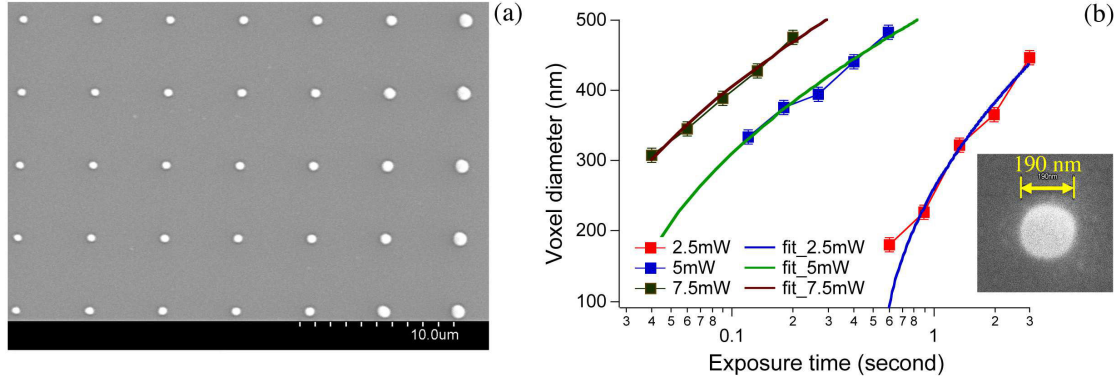 (a)
10.0um
(b)
Voxel diameter (nm)
500
400
300
200
100
190 nm
190nm
2.5mW fit_2.5mW
5mW fit_5mW
7.5mW fit_7.5mW
3 4 5 6 7 8 0.1 2 3 4 5 6 7 8 1 2 3
Exposure time (second)